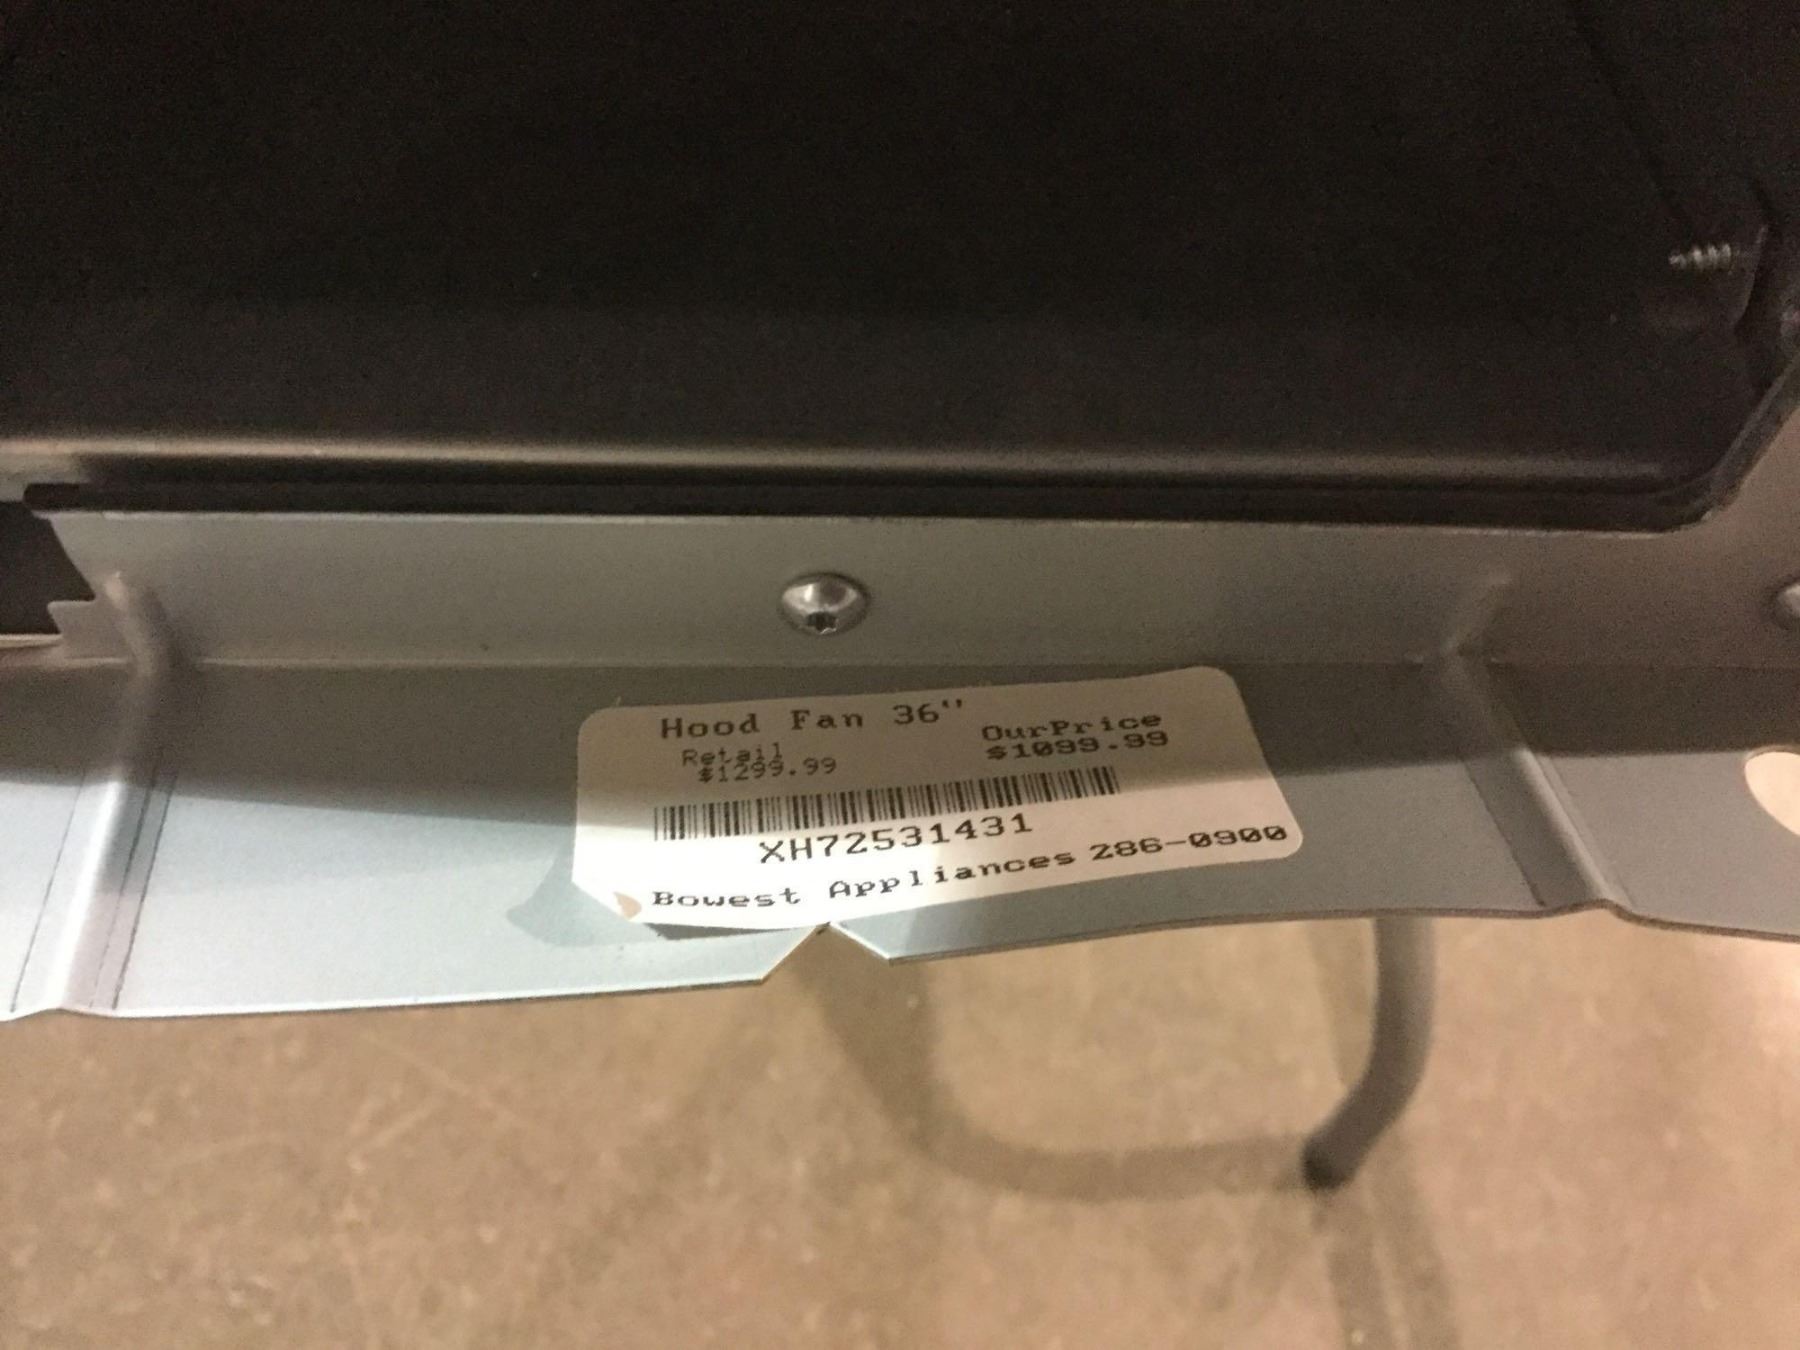 Hood Fan 36"
Retail OurPrice
$1299.99 $1099.99
XH72531431
Bowest Appliances 286-0900